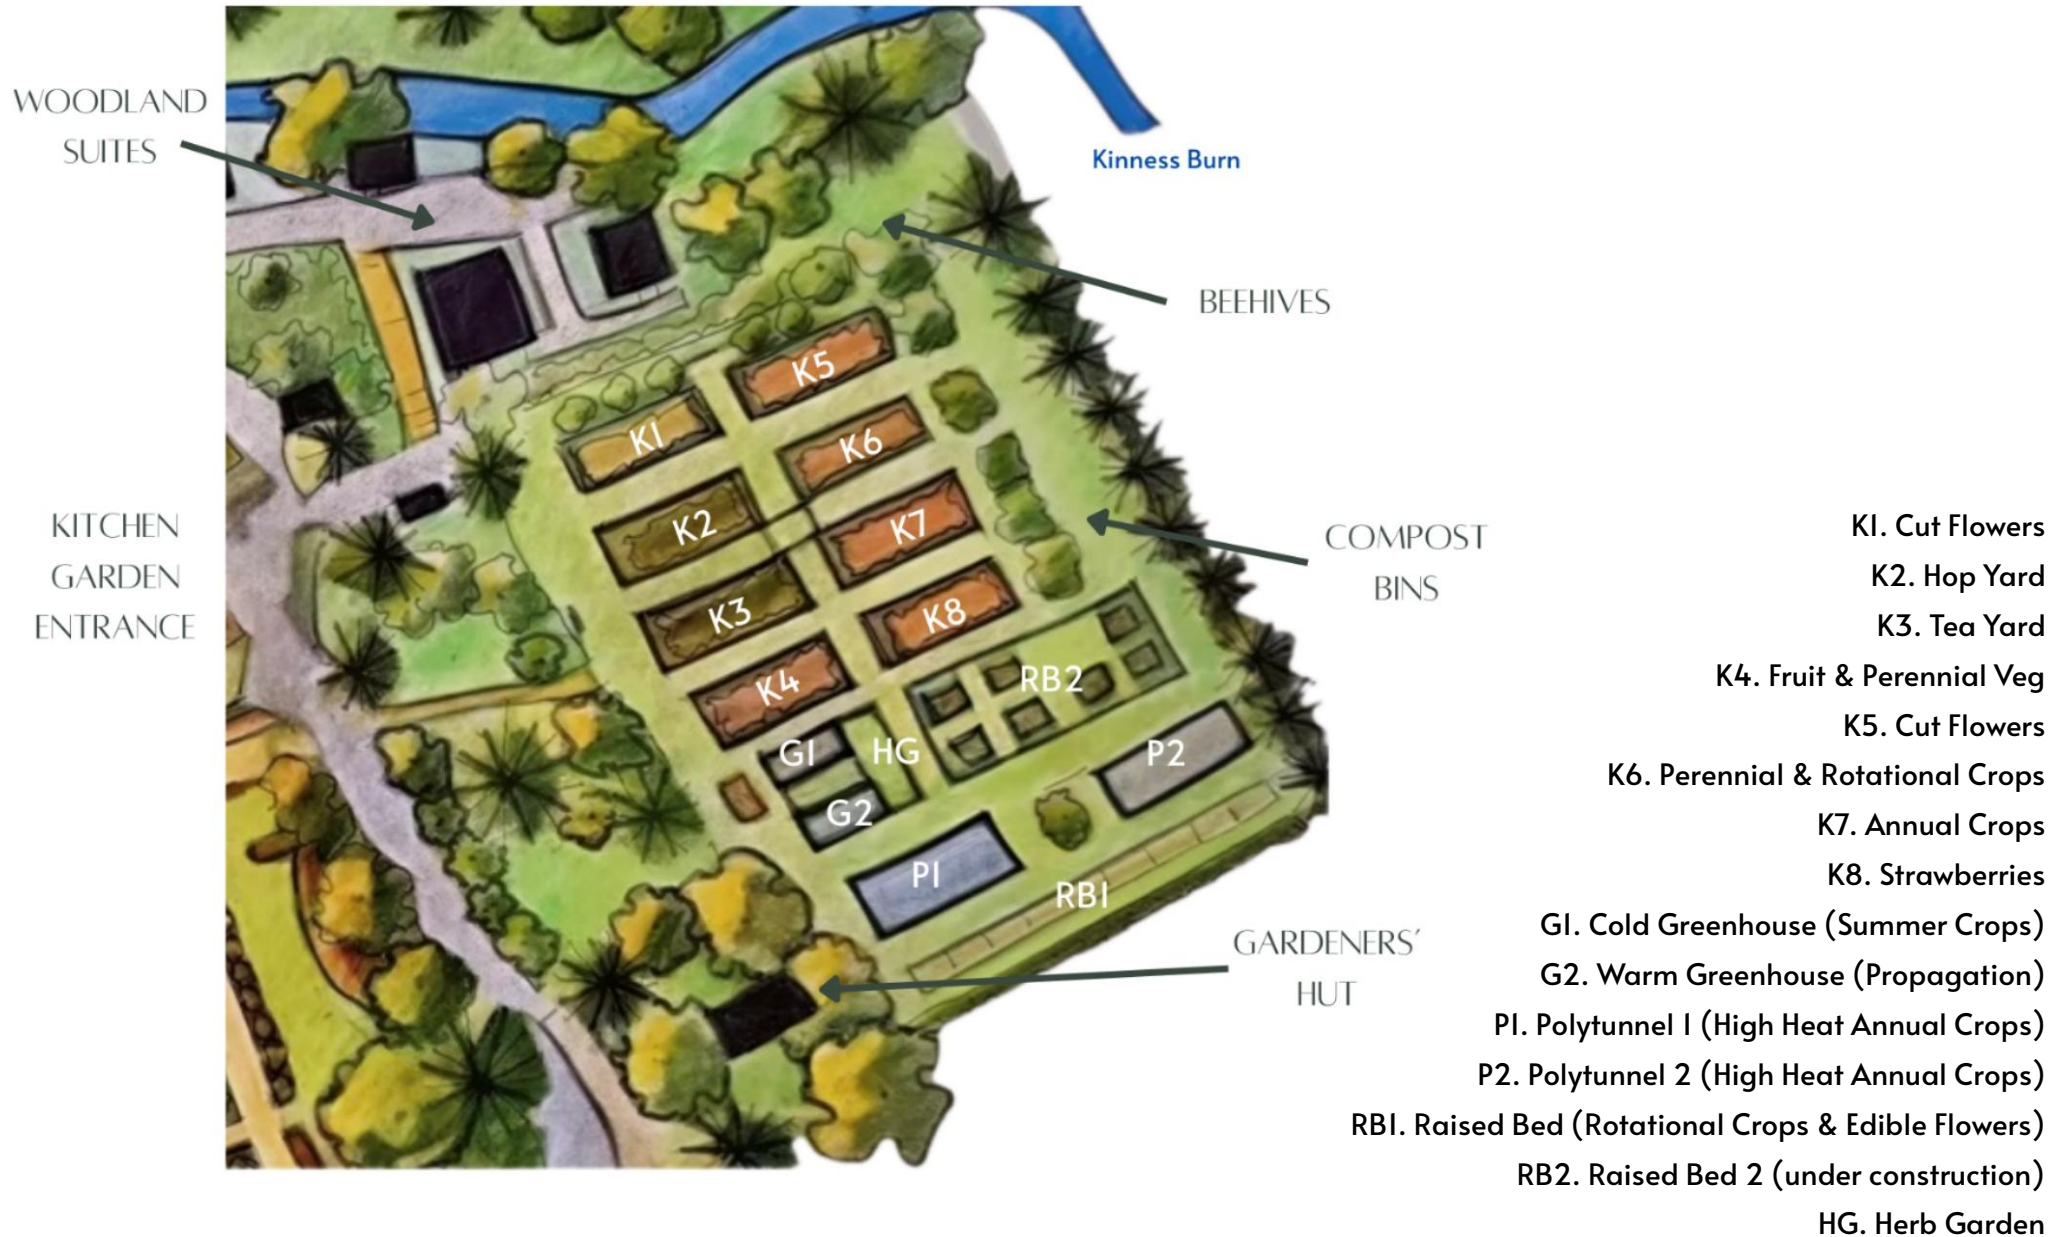 WOODLAND
SUITES
Kinness Burn
BEEHIVES
K5
K1
K6
K2
K7
K3
K8
K4
RB2
G1
HG
P2
G2
P1
RB1
KITCHEN
GARDEN
ENTRANCE
COMPOST
BINS
GARDENERS’
HUT
K1. Cut Flowers
K2. Hop Yard
K3. Tea Yard
K4. Fruit & Perennial Veg
K5. Cut Flowers
K6. Perennial & Rotational Crops
K7. Annual Crops
K8. Strawberries
G1. Cold Greenhouse (Summer Crops)
G2. Warm Greenhouse (Propagation)
P1. Polytunnel 1 (High Heat Annual Crops)
P2. Polytunnel 2 (High Heat Annual Crops)
RB1. Raised Bed (Rotational Crops & Edible Flowers)
RB2. Raised Bed 2 (under construction)
HG. Herb Garden